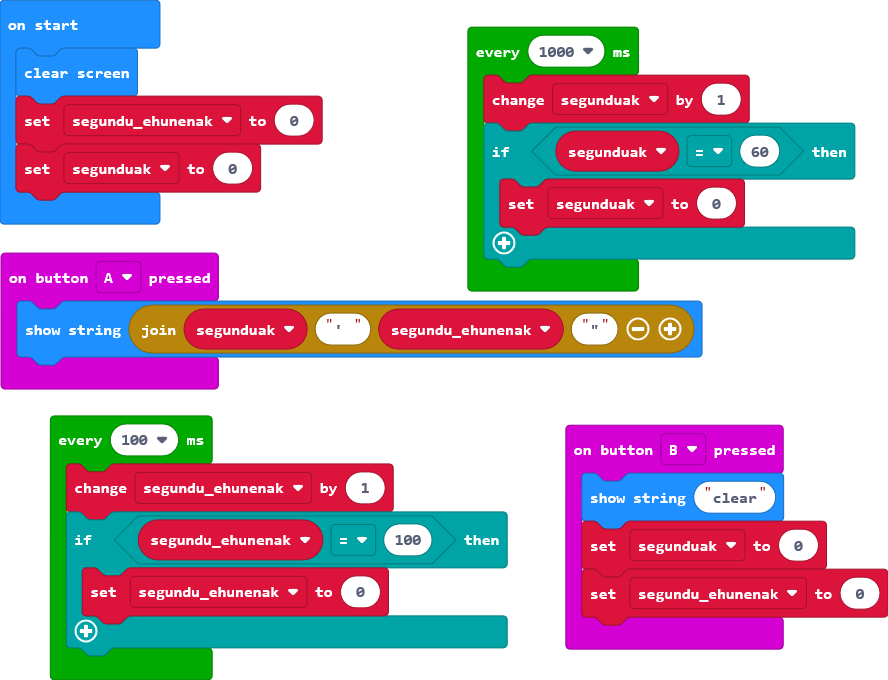 on start
clear screen
set segundu_ehunenak to 0
set segunduak to 0
every 1000 ms
change segunduak by 1
if segunduak = 60 then
set segunduak to 0
on button A pressed
show string join segunduak "' " segundu_ehunenak """
every 100 ms
change segundu_ehunenak by 1
if segundu_ehunenak = 100 then
set segundu_ehunenak to 0
on button B pressed
show string "clear"
set segunduak to 0
set segundu_ehunenak to 0